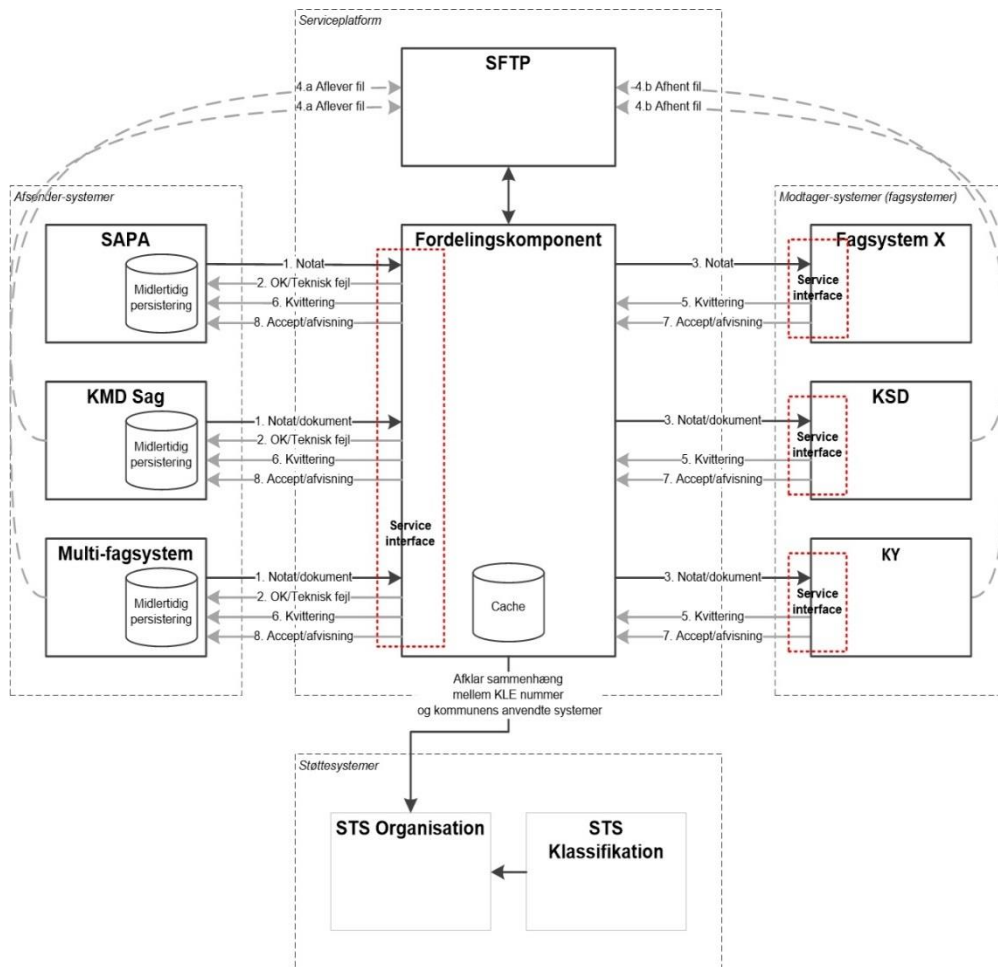 Serviceplatform
SFTP
4.a Aflever fil
4.a Aflever fil
4.b Afhent fil
4.b Afhent fil
Afsender-systemer
Modtager-systemer (fagsystemer)
SAPA
Midlertidig
persistering
1. Notat
2. OK/Teknisk fejl
6. Kvittering
8. Accept/afvisning
Fordelingskomponent
3. Notat
5. Kvittering
7. Accept/afvisning
Fagsystem X
Service
interface
KMD Sag
Midlertidig
persistering
1. Notat/dokument
2. OK/Teknisk fejl
6. Kvittering
8. Accept/afvisning
3. Notat/dokument
5. Kvittering
7. Accept/afvisning
KSD
Service
interface
Service
interface
Multi-fagsystem
Midlertidig
persistering
1. Notat/dokument
2. OK/Teknisk fejl
6. Kvittering
8. Accept/afvisning
Cache
3. Notat/dokument
5. Kvittering
7. Accept/afvisning
KY
Service
interface
Afklar sammenhæng
mellem KLE nummer
og kommunens anvendte systemer
Støttesystemer
STS Organisation
STS
Klassifikation